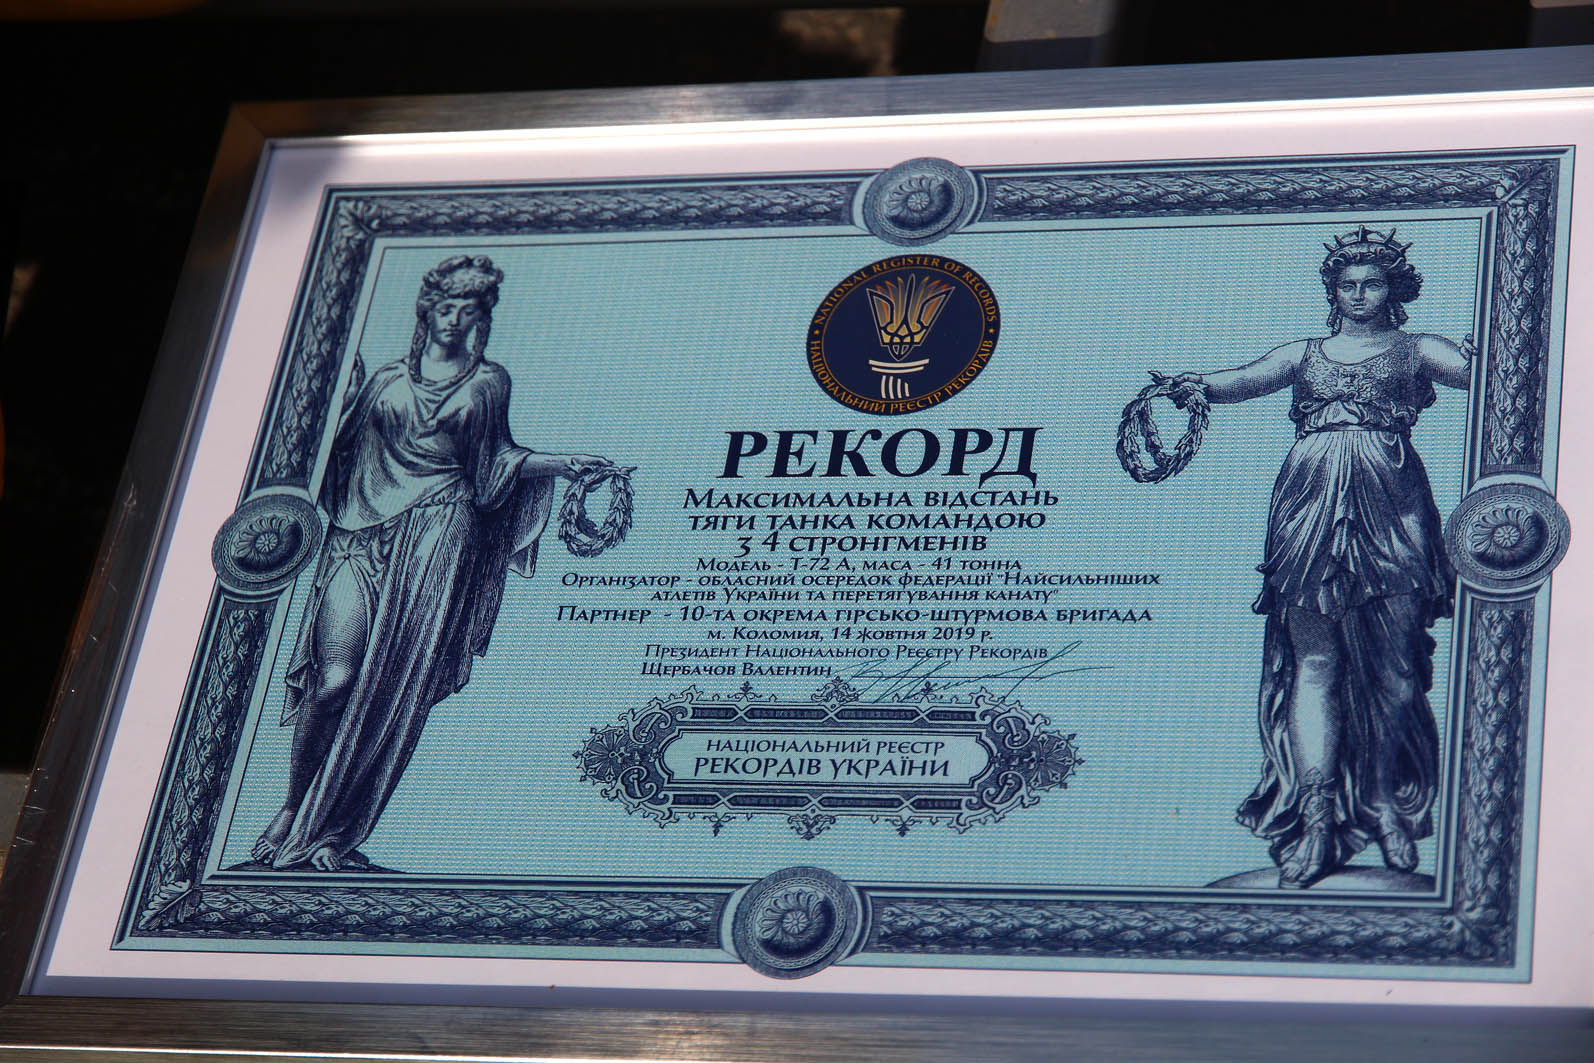 NATIONAL REGISTER OF RECORDS
НАЦІОНАЛЬНИЙ РЕЄСТР РЕКОРДІВ
РЕКОРД
Максимальна відстань
тяги танка командою
з 4 стронгменів
Модель - Т-72 А, маса - 41 тонна
Організатор - обласний осередок федерації "Найсильніших
атлетів України та перетягування канату"
Партнер - 10-та окрема гірсько-штурмова бригада
м. Коломия, 14 жовтня 2019 р.
Президент Національного Реєстру Рекордів
Щербачов Валентин
НАЦІОНАЛЬНИЙ РЕЄСТР
РЕКОРДІВ УКРАЇНИ